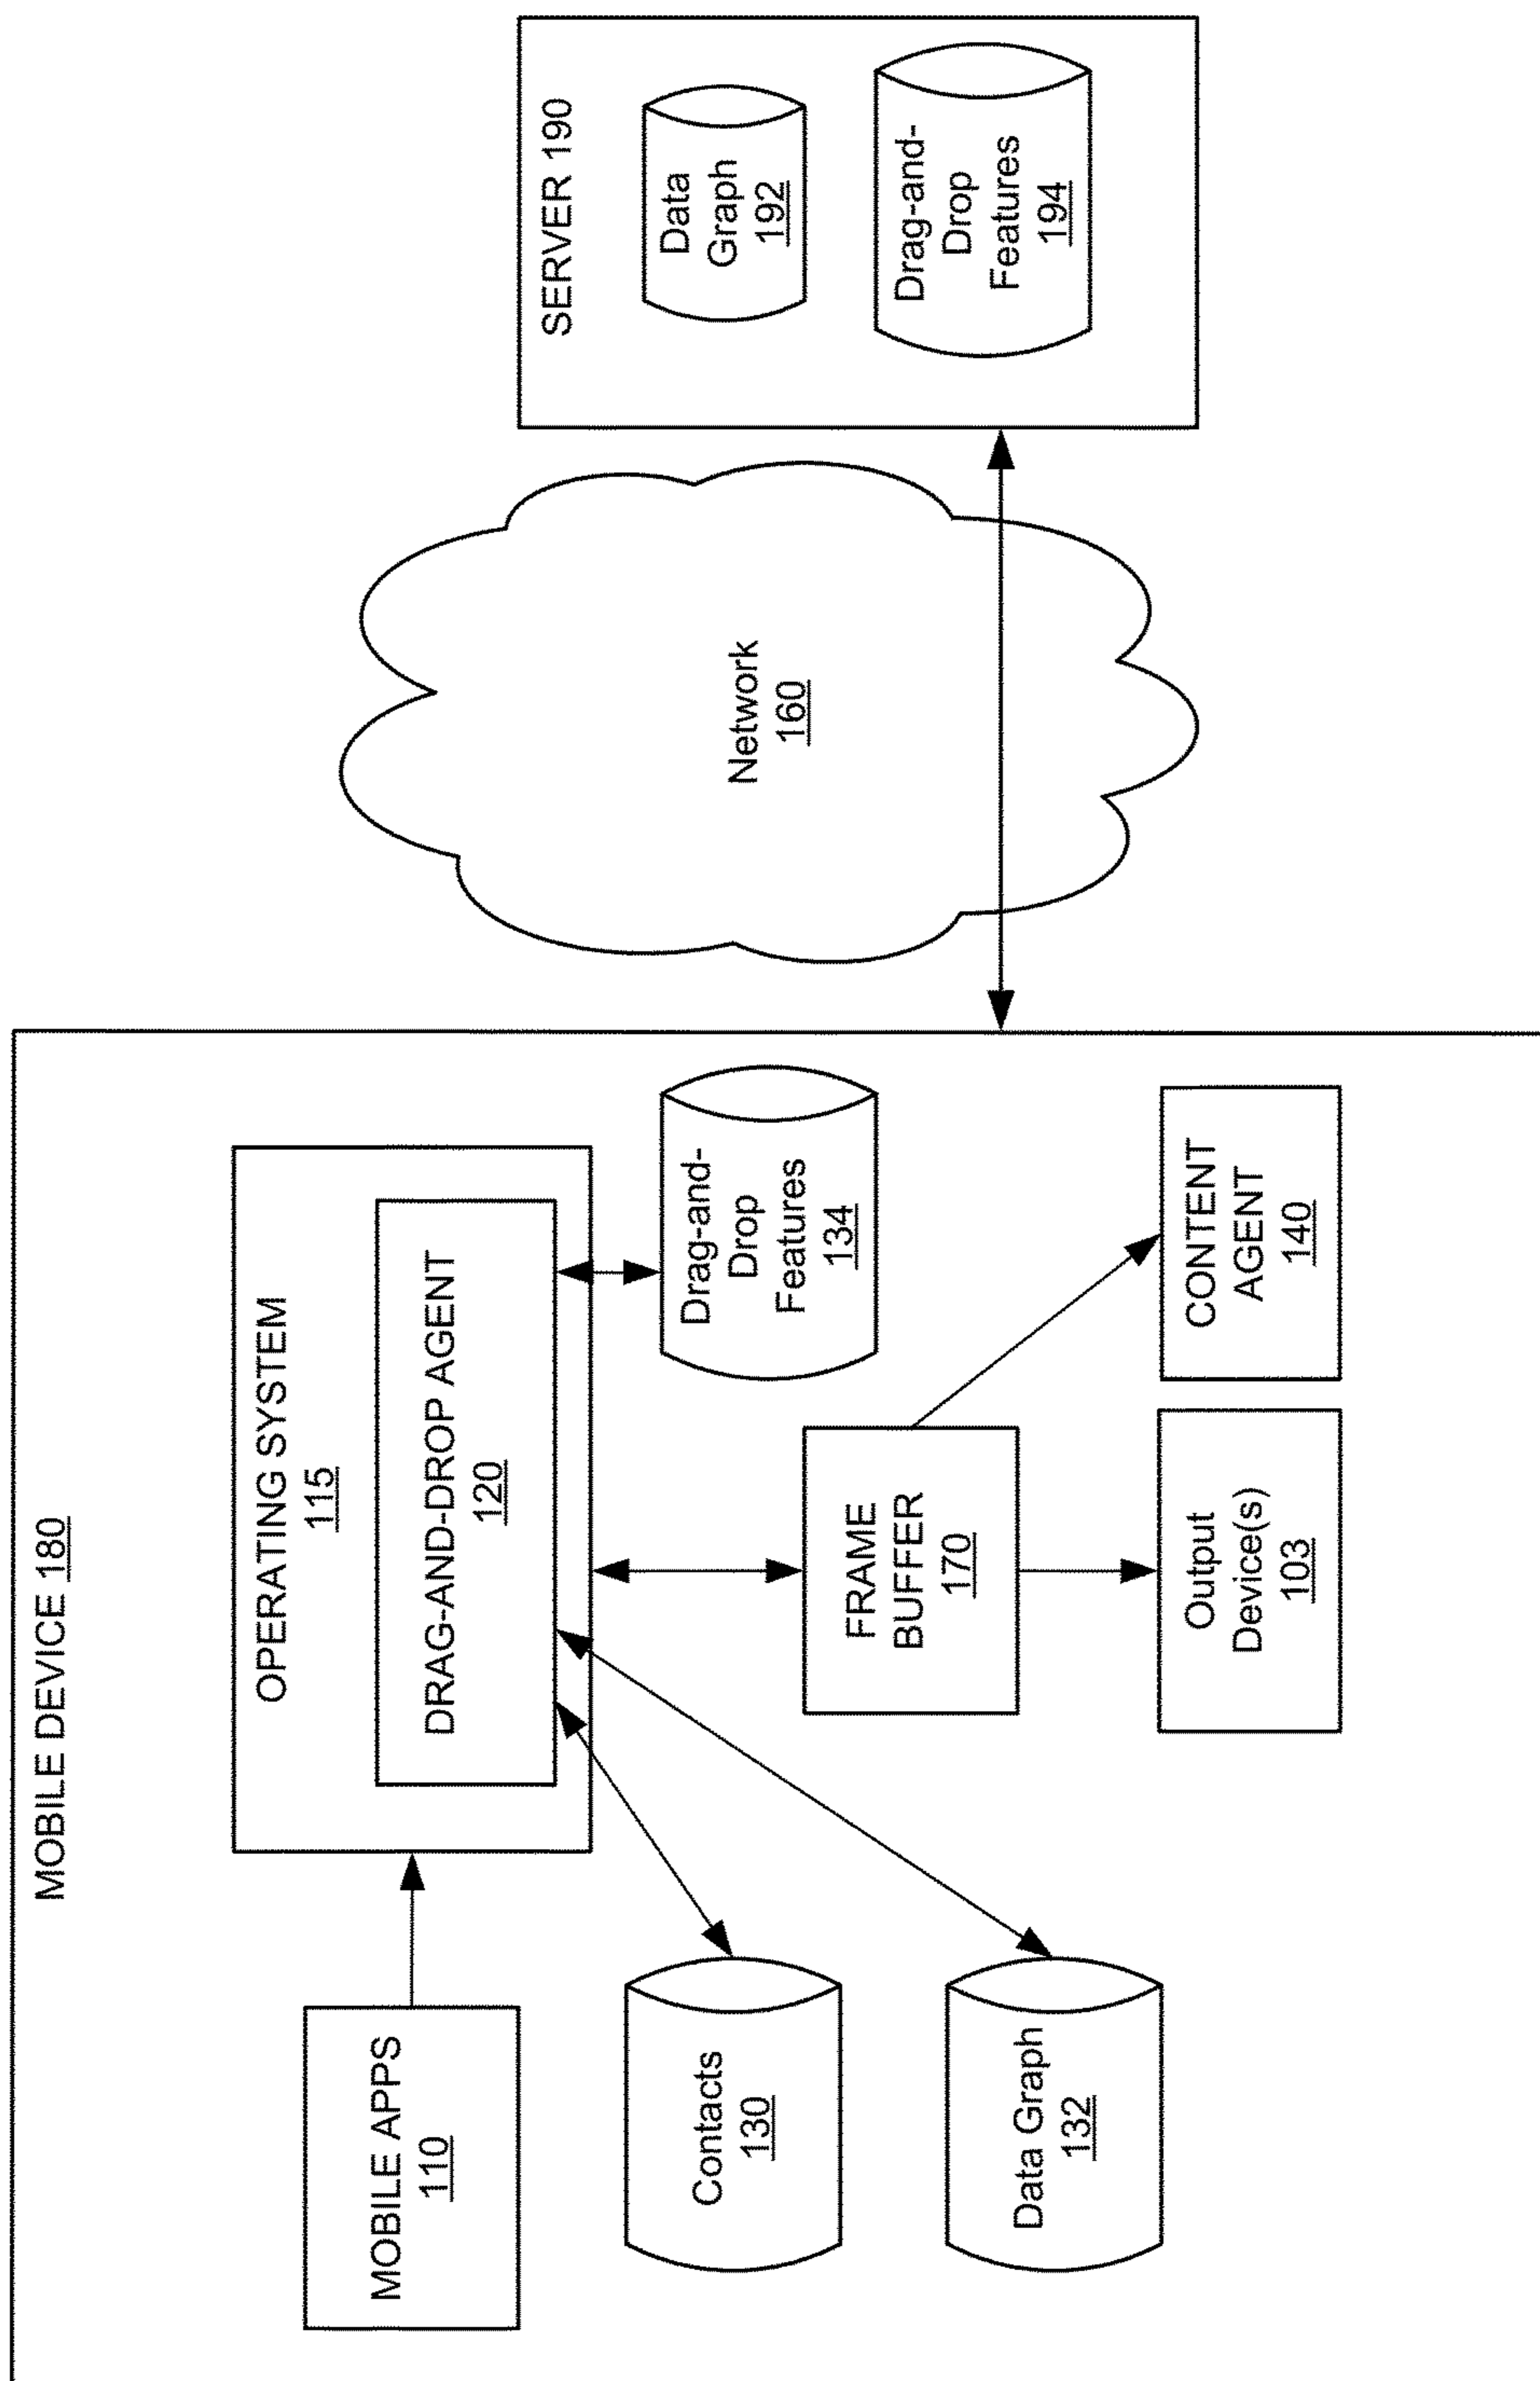 MOBILE DEVICE 180
MOBILE APPS
110
OPERATING SYSTEM
115
DRAG-AND-DROP AGENT
120
Contacts
130
Data Graph
132
Drag-and-
Drop
Features
134
FRAME
BUFFER
170
Output
Device(s)
103
CONTENT
AGENT
140
Network
160
SERVER 190
Data
Graph
192
Drag-and-
Drop
Features
194